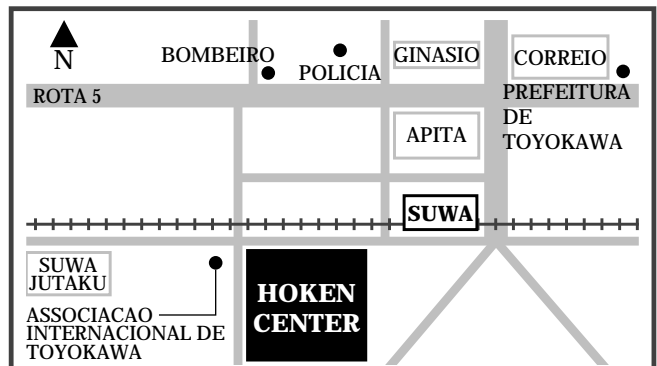 N
BOMBEIRO
POLICIA
GINASIO
CORREIO
ROTA 5
PREFEITURA
DE
TOYOKAWA
APITA
SUWA
SUWA
JUTAKU
ASSOCIACAO
INTERNACIONAL DE
TOYOKAWA
HOKEN
CENTER